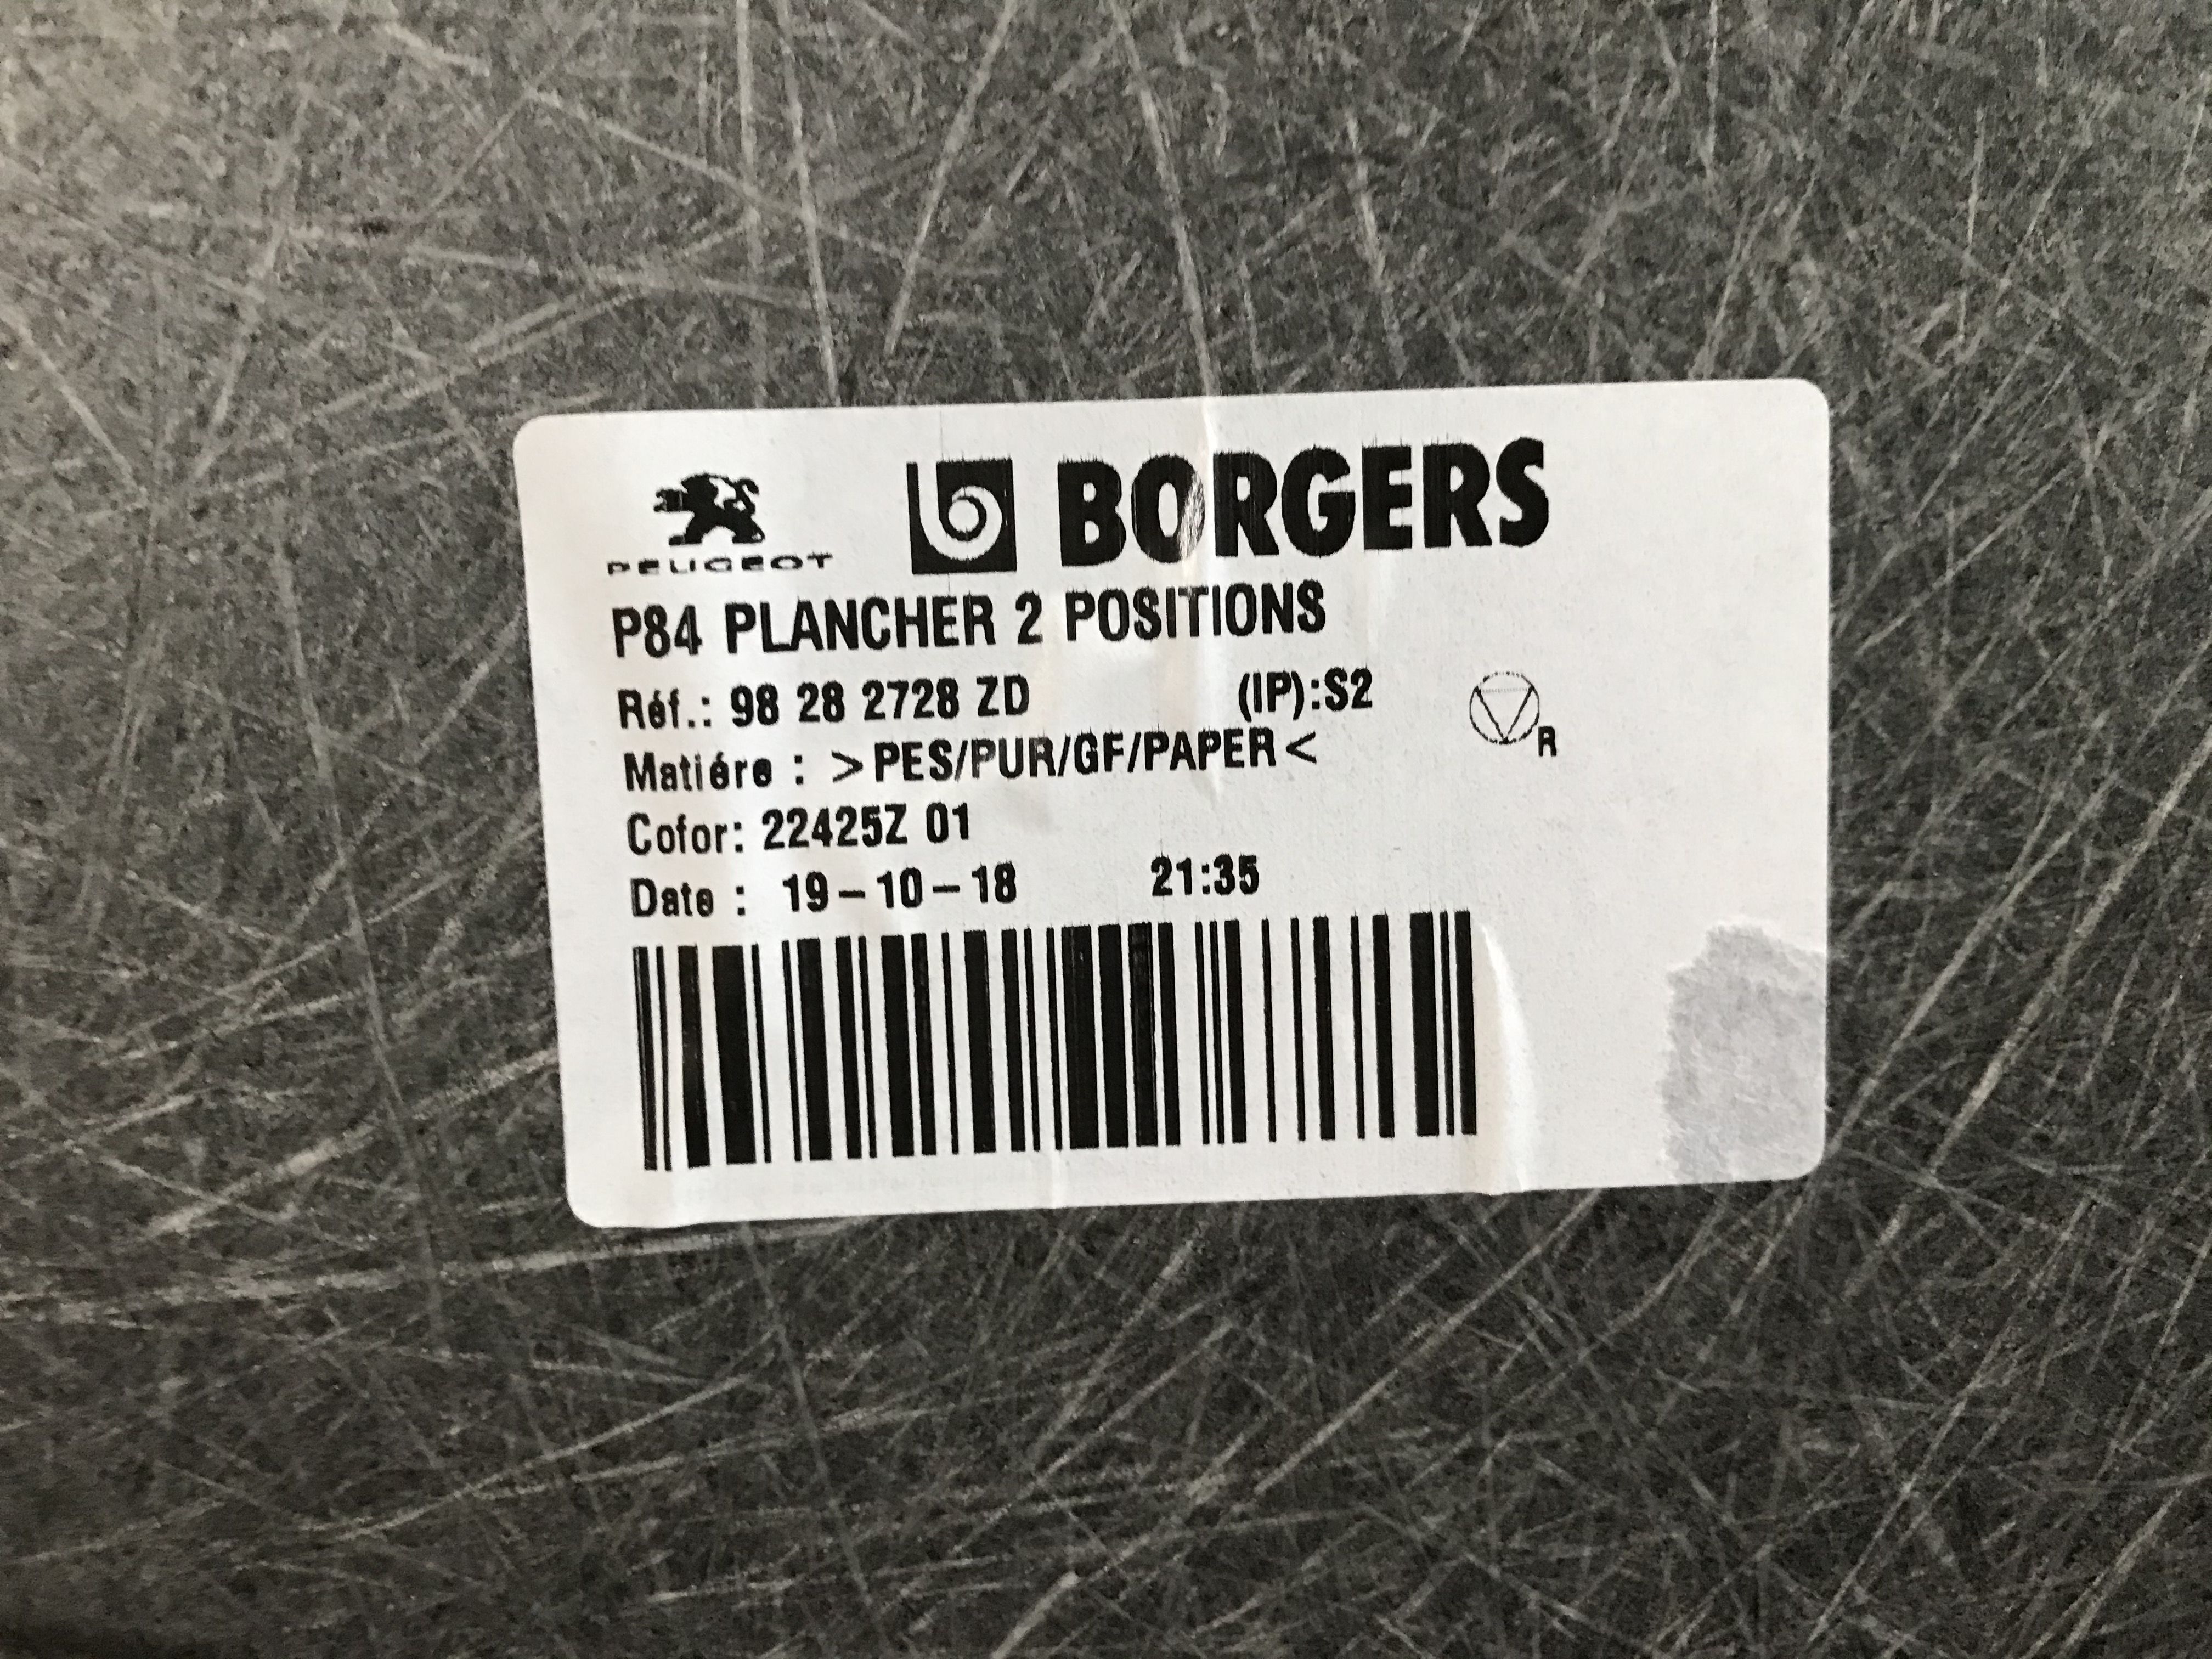 PEUGEOT BORGERS
P84 PLANCHER 2 POSITIONS
Réf.: 98 28 2728 ZD (IP):S2
R
Matiére : >PES/PUR/GF/PAPER<
Cofor: 22425Z 01
Date : 19-10-18 21:35